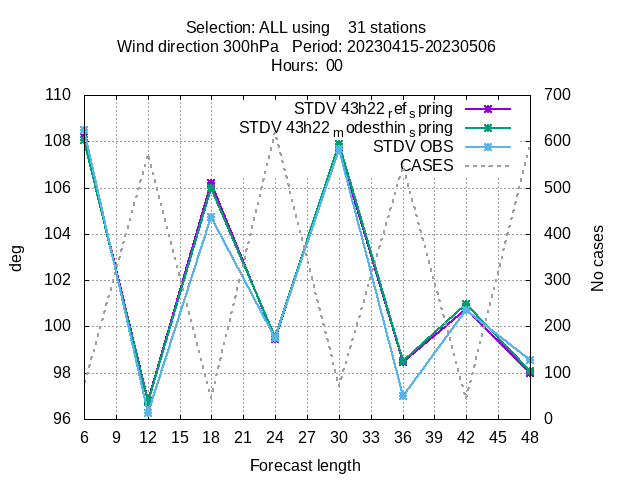 Selection: ALL using    31 stations
Wind direction 300hPa   Period: 20230415-20230506
Hours:  00
STDV 43h22 ref spring
STDV 43h22 modesthin spring
STDV OBS
CASES
110
108
106
104
102
100
98
96
deg
700
600
500
400
300
200
100
0
No cases
6 9 12 15 18 21 24 27 30 33 36 39 42 45 48
Forecast length